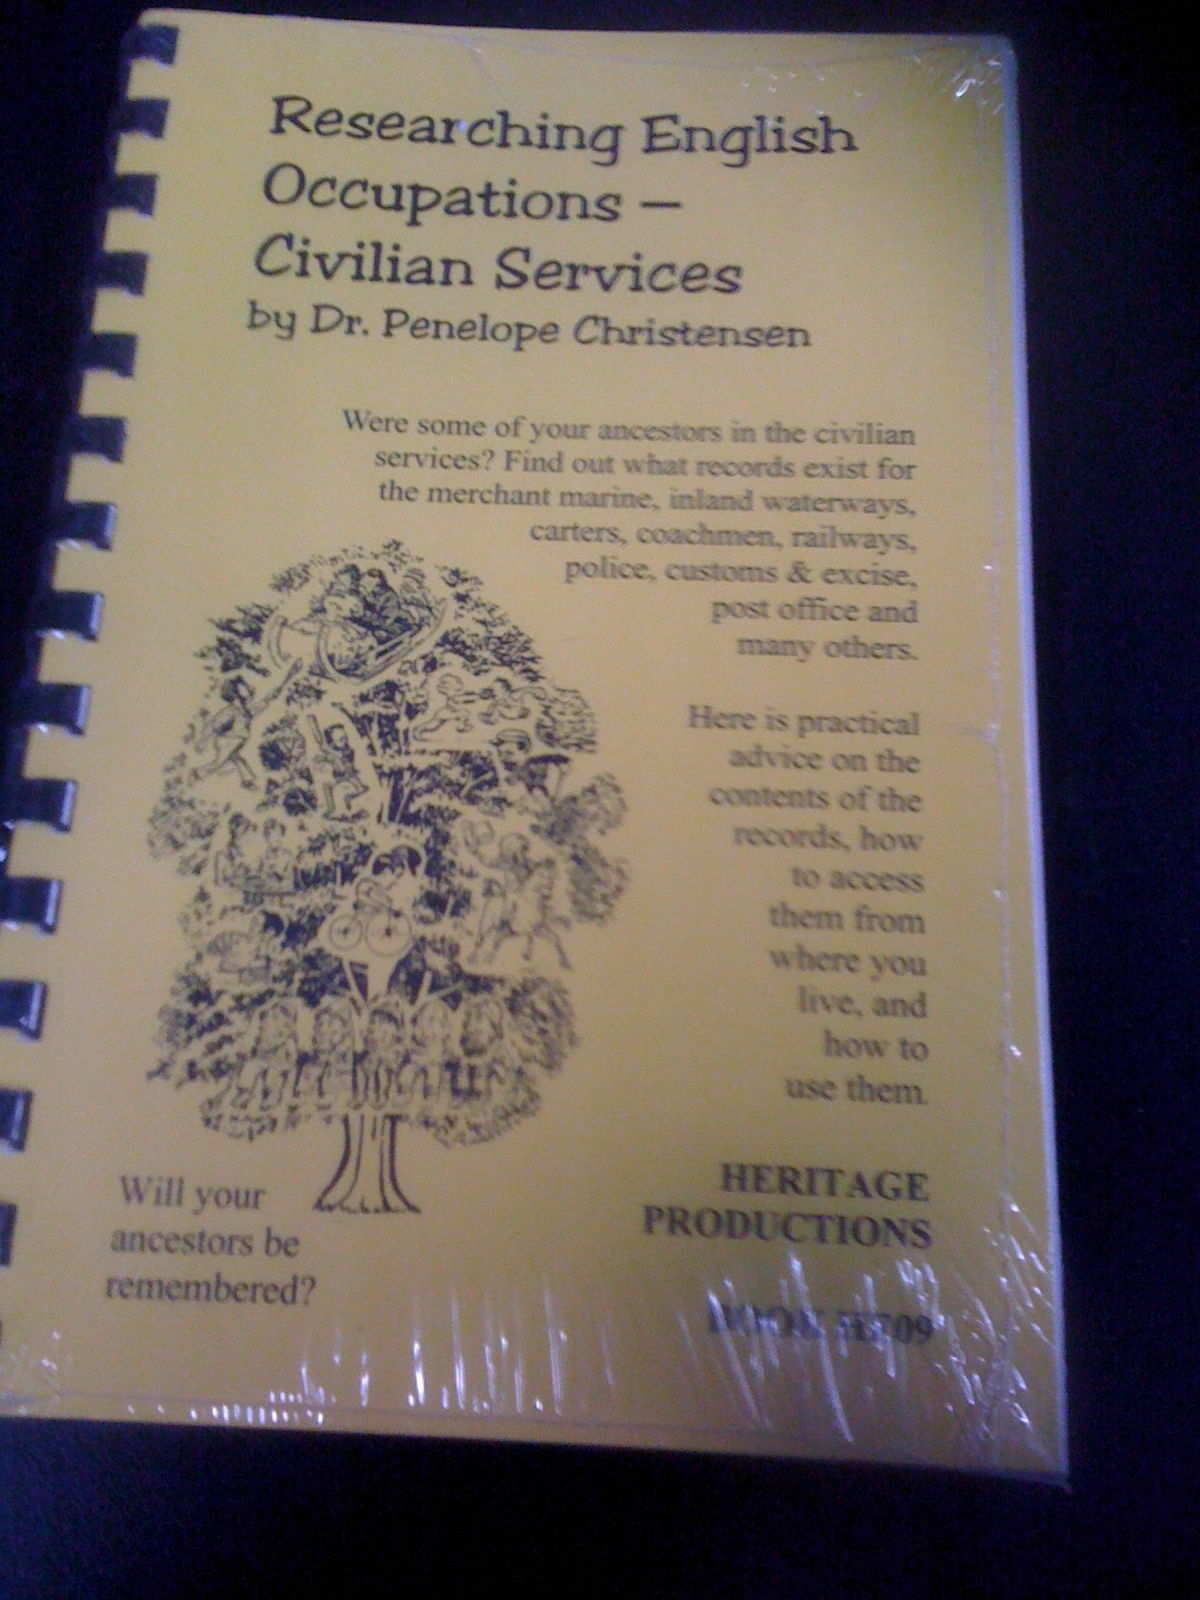 Researching English
Occupations –
Civilian Services
by Dr. Penelope Christensen
Were some of your ancestors in the civilian
services? Find out what records exist for
the merchant marine, inland waterways,
carters, coachmen, railways,
police, customs & excise,
post office and
many others.
Here is practical
advice on the
contents of the
records, how
to access
them from
where you
live, and
how to
use them.
Will your
ancestors be
remembered?
HERITAGE
PRODUCTIONS
BOOK